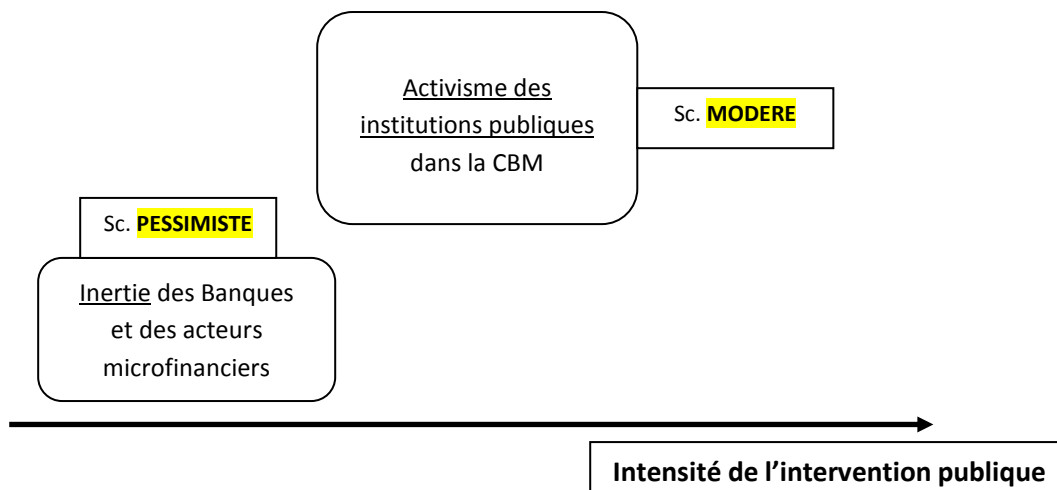 Activisme des
institutions publiques
dans la CBM
Sc. MODERE
Sc. PESSIMISTE
Inertie des Banques
et des acteurs
microfinanciers
Intensité de l’intervention publique